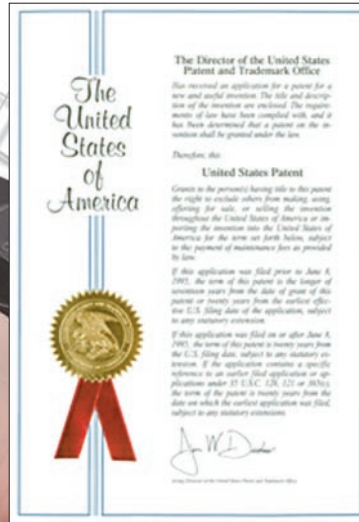 The
United
States
of
America
The Director of the United States
Patent and Trademark Office
Has received an application for a patent for a
new and useful invention. The title and descrip-
tion of the invention are enclosed. The require-
ments of law have been complied with, and it
has been determined that a patent on the in-
vention shall be granted under the law.
Therefore, this
United States Patent
Grants to the person(s) having title to this patent
the right to exclude others from making, using,
offering for sale, or selling the invention
throughout the United States of America or im-
porting the invention into the United States of
America for the term set forth below, subject
to the payment of maintenance fees as provided
by law.
If this application was filed prior to June 8,
1995, the term of this patent is the longer of
seventeen years from the date of grant of this
patent or twenty years from the earliest effec-
tive U.S. filing date of the application, subject
to any statutory extension.
If this application was filed on or after June 8,
1995, the term of this patent is twenty years from
the U.S. filing date, subject to any statutory ex-
tension. If the application contains a specific
reference to an earlier filed application or ap-
plications under 35 U.S.C. 120, 121 or 365(c),
the term of the patent is twenty years from the
date on which the earliest application was filed,
subject to any statutory extensions.
Acting Director of the United States Patent and Trademark Office